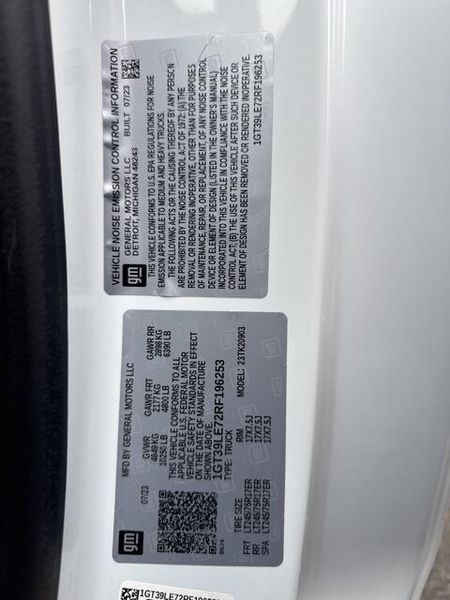 gm
VEHICLE NOISE EMISSION CONTROL INFORMATION
GENERAL MOTORS LLC BUILT 07/23
DETROIT, MICHIGAN 48243
THIS VEHICLE CONFORMS TO U.S. EPA REGULATIONS FOR NOISE
EMISSION APPLICABLE TO MEDIUM AND HEAVY TRUCKS.
THE FOLLOWING ACTS OR THE CAUSING THEREOF BY ANY PERSON
ARE PROHIBITED BY THE NOISE CONTROL ACT OF 1972: (A) THE
REMOVAL OR RENDERING INOPERATIVE, OTHER THAN FOR PURPOSES
OF MAINTENANCE, REPAIR, OR REPLACEMENT, OF ANY NOISE CONTROL
DEVICE OR ELEMENT OF DESIGN (LISTED IN THE OWNER'S MANUAL)
INCORPORATED INTO THIS VEHICLE IN COMPLIANCE WITH THE NOISE
CONTROL ACT; (B) THE USE OF THIS VEHICLE AFTER SUCH DEVICE OR
ELEMENT OF DESIGN HAS BEEN REMOVED OR RENDERED INOPERATIVE.
1GT39LE72RF196253
gm
MFD BY GENERAL MOTORS LLC
07/23 GVWR GAWR FRT GAWR RR
4649 KG 2177 KG 2898 KG
10250 LB 4800 LB 6390 LB
THIS VEHICLE CONFORMS TO ALL
APPLICABLE U.S. FEDERAL MOTOR
VEHICLE SAFETY STANDARDS IN EFFECT
ON THE DATE OF MANUFACTURE
SHOWN ABOVE.
1GT39LE72RF196253
TYPE: TRUCK MODEL: 23TK20903
TIRE SIZE RIM
FRT LT245/75R17ER 17X7.5J
RR LT245/75R17ER 17X7.5J
SPA LT245/75R17ER 17X7.5J